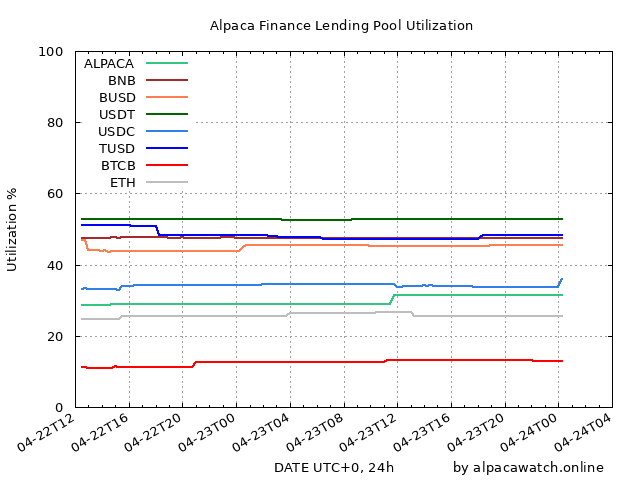 Alpaca Finance Lending Pool Utilization
Utilization %
100
80
60
40
20
0
ALPACA
BNB
BUSD
USDT
USDC
TUSD
BTCB
ETH
04-22T12
04-22T16
04-22T20
04-23T00
04-23T04
04-23T08
04-23T12
04-23T16
04-23T20
04-24T00
04-24T04
DATE UTC+0, 24h
by alpacawatch.online